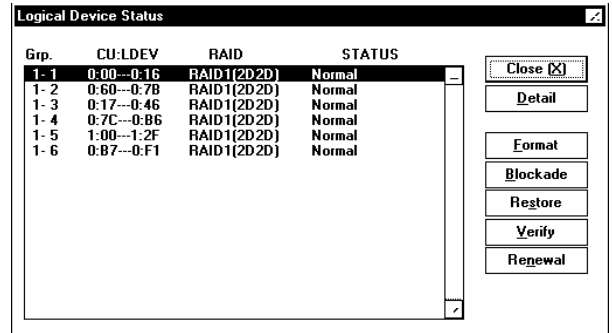 Logical Device Status
Grp. CU:LDEV RAID STATUS
1- 1 0:00---0:16 RAID1(2D2D) Normal
1- 2 0:60---0:7B RAID1(2D2D) Normal
1- 3 0:17---0:46 RAID1(2D2D) Normal
1- 4 0:7C---0:B6 RAID1(2D2D) Normal
1- 5 1:00---1:2F RAID1(2D2D) Normal
1- 6 0:B7---0:F1 RAID1(2D2D) Normal
Close (X)
Detail
Format
Blockade
Restore
Verify
Renewal